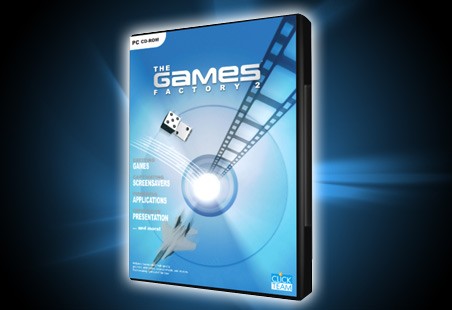 PC CD-ROM
THE
GAMES
FACTORY 2
GAMES
SCREENSAVERS
APPLICATIONS
PRESENTATION
... and more!
CLICK
TEAM